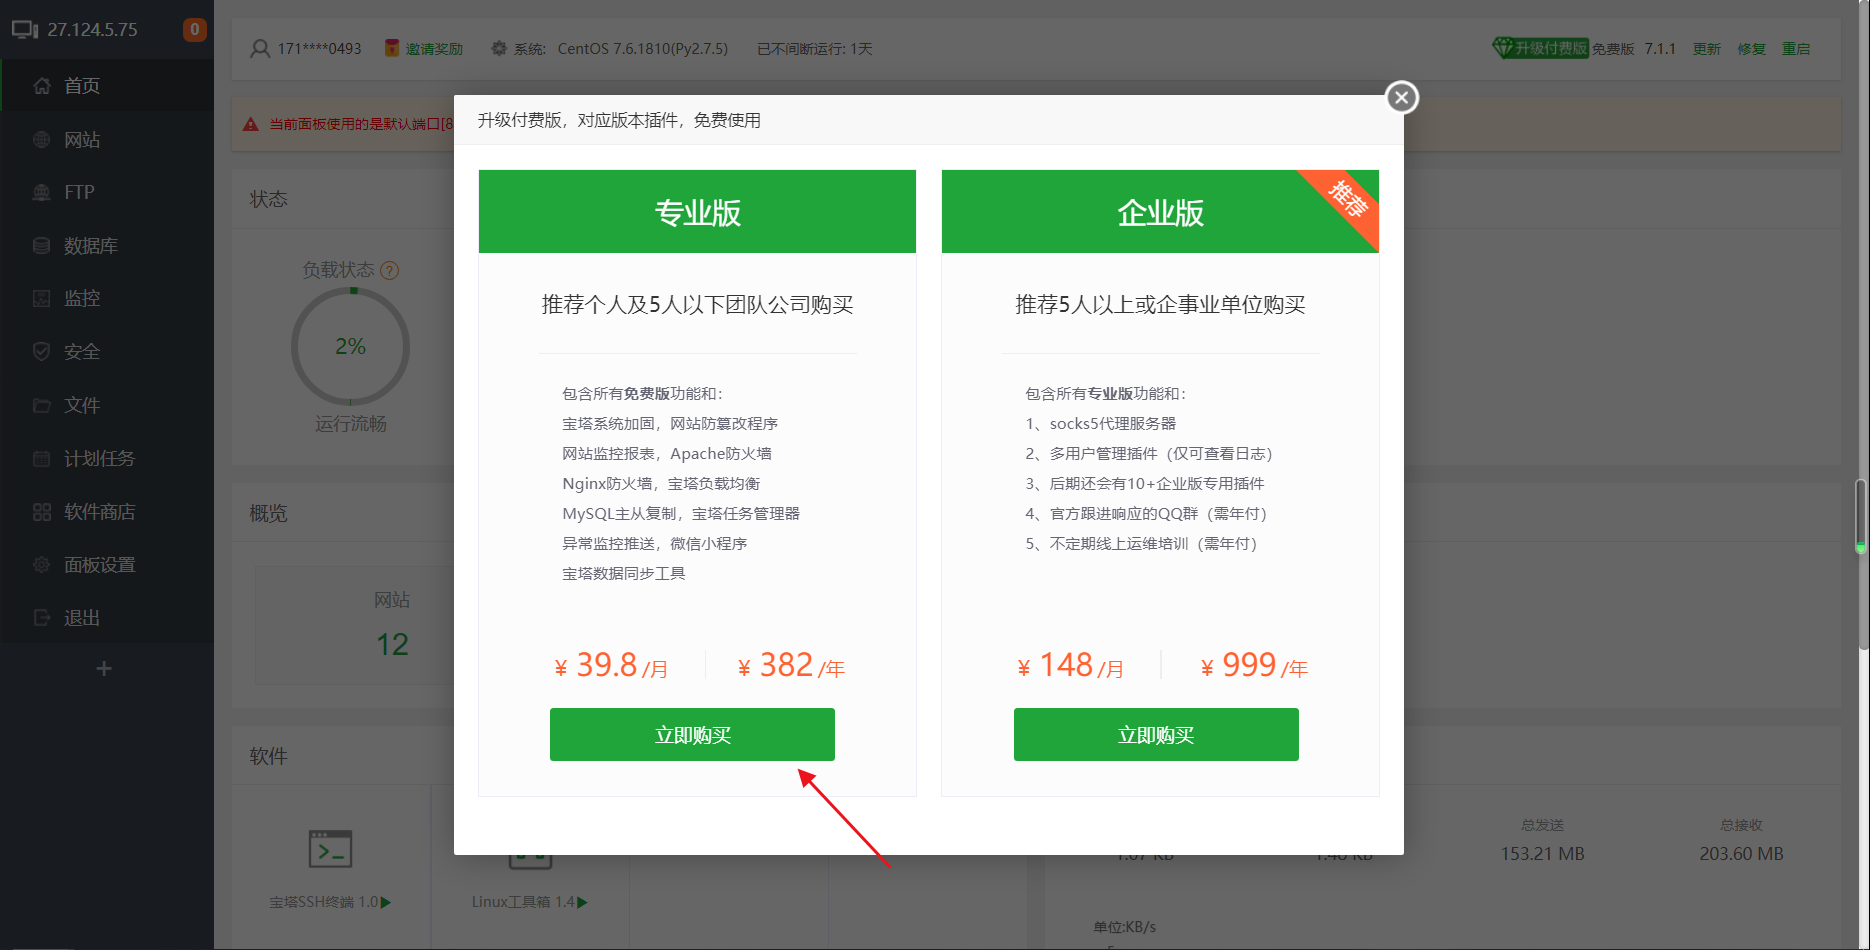 27.124.5.75
0
首页
网站
FTP
数据库
监控
安全
文件
计划任务
软件商店
面板设置
退出
171****0493 邀请奖励 系统: CentOS 7.6.1810(Py2.7.5) 已不间断运行: 1天
升级付费版 免费版 7.1.1 更新 修复 重启
当前面板使用的是默认端口[8
状态
负载状态 ?
2%
运行流畅
概览
网站
12
软件
宝塔SSH终端 1.0
Linux工具箱 1.4
升级付费版，对应版本插件，免费使用
专业版
推荐个人及5人以下团队公司购买
包含所有免费版功能和：
宝塔系统加固，网站防篡改程序
网站监控报表，Apache防火墙
Nginx防火墙，宝塔负载均衡
MySQL主从复制，宝塔任务管理器
异常监控推送，微信小程序
宝塔数据同步工具
¥ 39.8 /月 ¥ 382 /年
立即购买
企业版
推荐
推荐5人以上或企事业单位购买
包含所有专业版功能和：
1、socks5代理服务器
2、多用户管理插件（仅可查看日志）
3、后期还会有10+企业版专用插件
4、官方跟进响应的QQ群（需年付）
5、不定期线上运维培训（需年付）
¥ 148 /月 ¥ 999 /年
立即购买
总发送
153.21 MB
总接收
203.60 MB
单位:KB/s